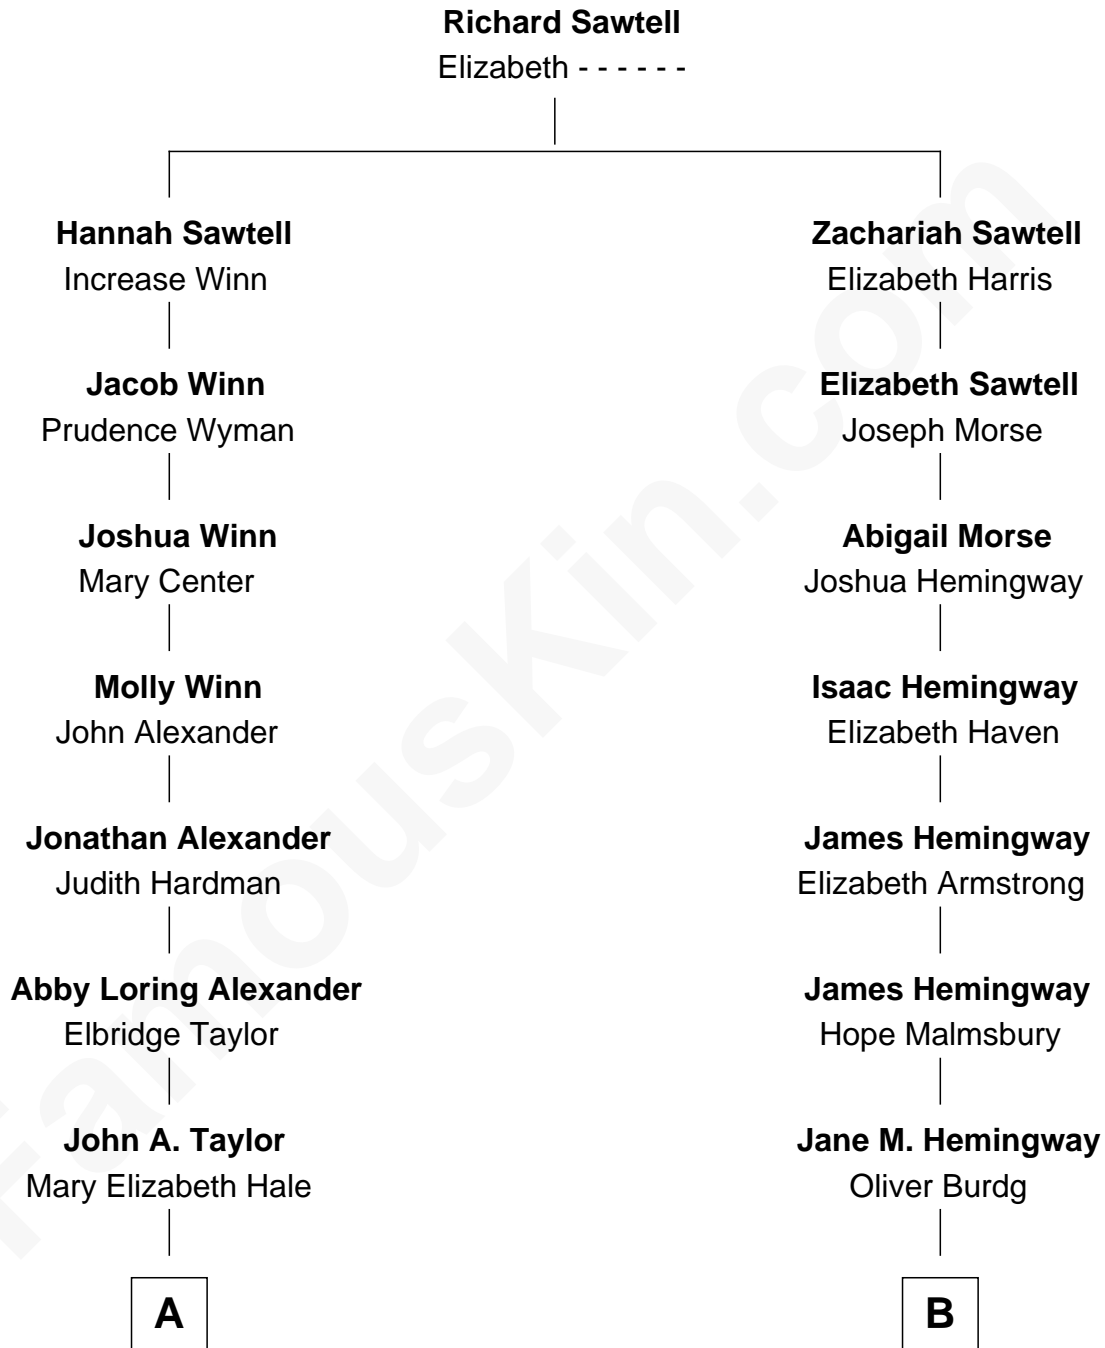 Richard Sawtell
Elizabeth - - - - - -
Hannah Sawtell
Increase Winn
Zachariah Sawtell
Elizabeth Harris
Jacob Winn
Prudence Wyman
Elizabeth Sawtell
Joseph Morse
Joshua Winn
Mary Center
Abigail Morse
Joshua Hemingway
Molly Winn
John Alexander
Isaac Hemingway
Elizabeth Haven
Jonathan Alexander
Judith Hardman
James Hemingway
Elizabeth Armstrong
Abby Loring Alexander
Elbridge Taylor
James Hemingway
Hope Malmsbury
John A. Taylor
Mary Elizabeth Hale
Jane M. Hemingway
Oliver Burdg
A
B
FamousKin.com